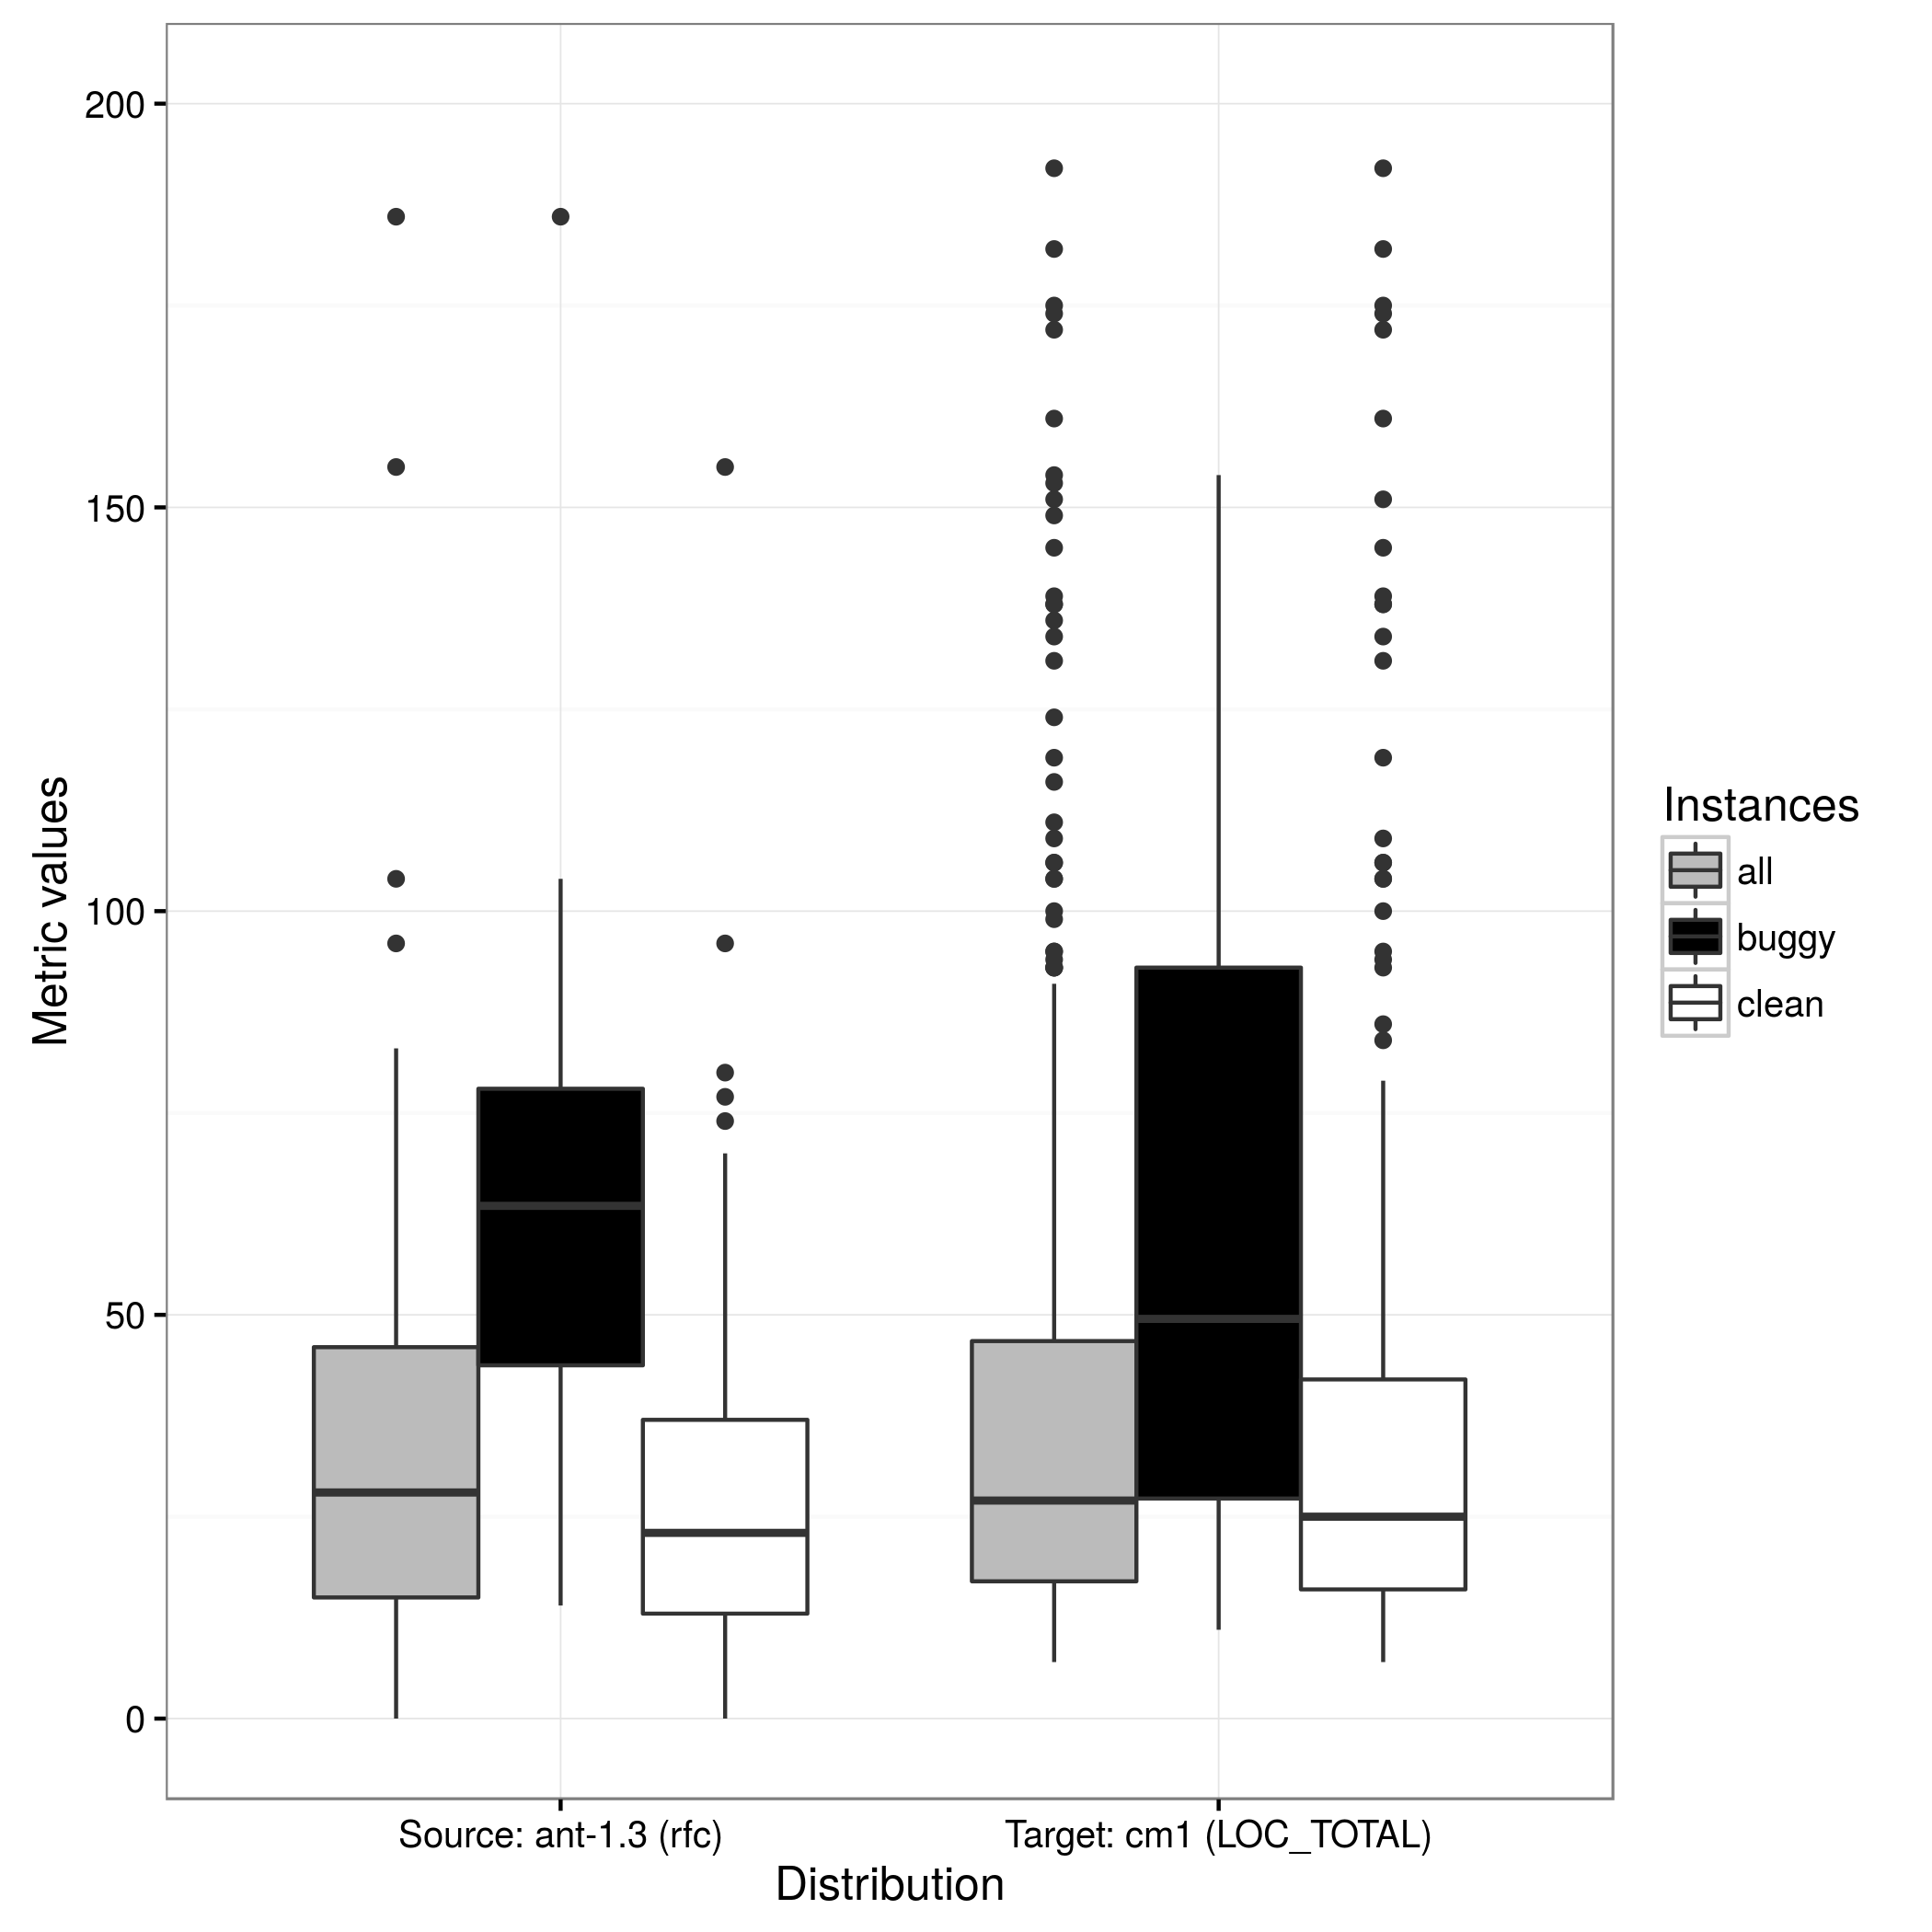 Metric values
200
150
100
50
0
Source: ant-1.3 (rfc)
Target: cm1 (LOC_TOTAL)
Distribution
Instances
all
buggy
clean